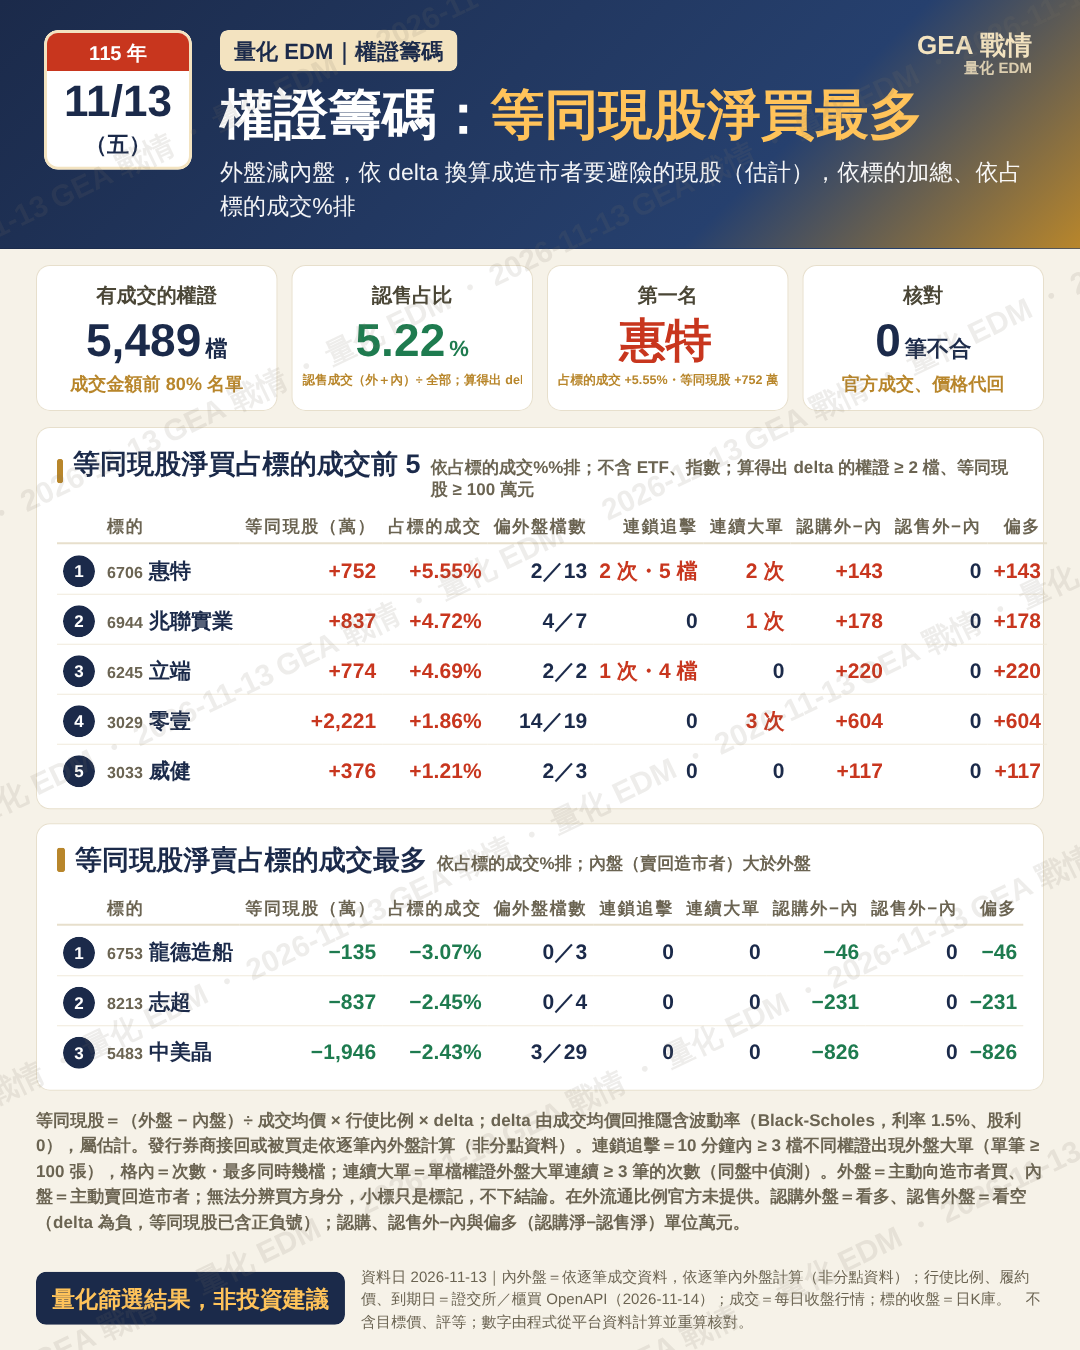 115 年
11/13
（五）
量化 EDM｜權證籌碼
GEA 戰情
量化 EDM
權證籌碼：等同現股淨買最多
外盤減內盤，依 delta 換算成造市者要避險的現股（估計），依標的加總、依占
標的成交%排
有成交的權證
5,489 檔
成交金額前 80% 名單
認售占比
5.22 %
認售成交（外＋內）÷ 全部；算得出 del
第一名
惠特
占標的成交 +5.55%・等同現股 +752 萬
核對
0 筆不合
官方成交、價格代回
等同現股淨買占標的成交前 5 依占標的成交%%排；不含 ETF、指數；算得出 delta 的權證 ≥ 2 檔、等同現
股 ≥ 100 萬元
標的 等同現股（萬） 占標的成交 偏外盤檔數 連鎖追擊 連續大單 認購外−內 認售外−內 偏多
1 6706 惠特 +752 +5.55% 2／13 2 次・5 檔 2 次 +143 0 +143
2 6944 兆聯實業 +837 +4.72% 4／7 0 1 次 +178 0 +178
3 6245 立端 +774 +4.69% 2／2 1 次・4 檔 0 +220 0 +220
4 3029 零壹 +2,221 +1.86% 14／19 0 3 次 +604 0 +604
5 3033 威健 +376 +1.21% 2／3 0 0 +117 0 +117
等同現股淨賣占標的成交最多 依占標的成交%排；內盤（賣回造市者）大於外盤
標的 等同現股（萬） 占標的成交 偏外盤檔數 連鎖追擊 連續大單 認購外−內 認售外−內 偏多
1 6753 龍德造船 −135 −3.07% 0／3 0 0 −46 0 −46
2 8213 志超 −837 −2.45% 0／4 0 0 −231 0 −231
3 5483 中美晶 −1,946 −2.43% 3／29 0 0 −826 0 −826
等同現股＝（外盤 − 內盤）÷ 成交均價 × 行使比例 × delta；delta 由成交均價回推隱含波動率（Black-Scholes，利率 1.5%、股利
0），屬估計。發行券商接回或被買走依逐筆內外盤計算（非分點資料）。連鎖追擊＝10 分鐘內 ≥ 3 檔不同權證出現外盤大單（單筆 ≥
100 張），格內＝次數・最多同時幾檔；連續大單＝單檔權證外盤大單連續 ≥ 3 筆的次數（同盤中偵測）。外盤＝主動向造市者買、內
盤＝主動賣回造市者；無法分辨買方身分，小標只是標記，不下結論。在外流通比例官方未提供。認購外盤＝看多、認售外盤＝看空
（delta 為負，等同現股已含正負號）；認購、認售外−內與偏多（認購淨−認售淨）單位萬元。
量化篩選結果，非投資建議
資料日 2026-11-13｜內外盤＝依逐筆成交資料，依逐筆內外盤計算（非分點資料）；行使比例、履約
價、到期日＝證交所／櫃買 OpenAPI（2026-11-14）；成交＝每日收盤行情；標的收盤＝日K庫。 不
含目標價、評等；數字由程式從平台資料計算並重算核對。